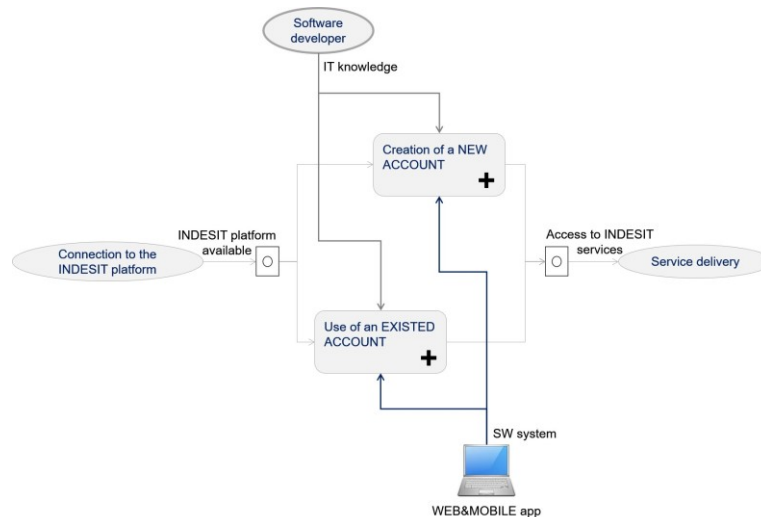 Software
developer
IT knowledge
Creation of a NEW
ACCOUNT
INDESIT platform
available
Access to INDESIT
services
Connection to the
INDESIT platform
Service delivery
Use of an EXISTED
ACCOUNT
SW system
WEB&MOBILE app